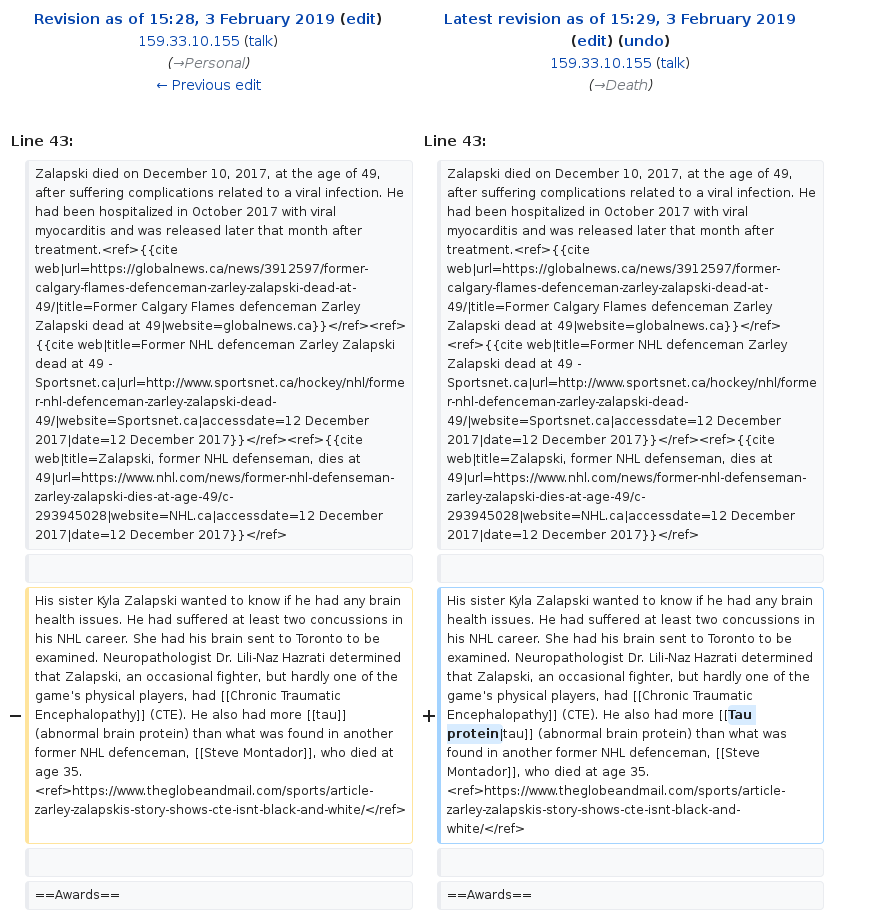 Revision as of 15:28, 3 February 2019 (edit)
159.33.10.155 (talk)
(→Personal)
← Previous edit
Latest revision as of 15:29, 3 February 2019
(edit) (undo)
159.33.10.155 (talk)
(→Death)
Line 43:
Line 43:
Zalapski died on December 10, 2017, at the age of 49,
after suffering complications related to a viral infection. He
had been hospitalized in October 2017 with viral
myocarditis and was released later that month after
treatment.<ref>{{cite
web|url=https://globalnews.ca/news/3912597/former-
calgary-flames-defenceman-zarley-zalapski-dead-at-
49/|title=Former Calgary Flames defenceman Zarley
Zalapski dead at 49|website=globalnews.ca}}</ref><ref>
{{cite web|title=Former NHL defenceman Zarley Zalapski
dead at 49 -
Sportsnet.ca|url=http://www.sportsnet.ca/hockey/nhl/forme
r-nhl-defenceman-zarley-zalapski-dead-
49/|website=Sportsnet.ca|accessdate=12 December
2017|date=12 December 2017}}</ref><ref>{{cite
web|title=Zalapski, former NHL defenseman, dies at
49|url=https://www.nhl.com/news/former-nhl-defenseman-
zarley-zalapski-dies-at-age-49/c-
293945028|website=NHL.ca|accessdate=12 December
2017|date=12 December 2017}}</ref>
Zalapski died on December 10, 2017, at the age of 49,
after suffering complications related to a viral infection. He
had been hospitalized in October 2017 with viral
myocarditis and was released later that month after
treatment.<ref>{{cite
web|url=https://globalnews.ca/news/3912597/former-
calgary-flames-defenceman-zarley-zalapski-dead-at-
49/|title=Former Calgary Flames defenceman Zarley
Zalapski dead at 49|website=globalnews.ca}}</ref>
<ref>{{cite web|title=Former NHL defenceman Zarley
Zalapski dead at 49 -
Sportsnet.ca|url=http://www.sportsnet.ca/hockey/nhl/forme
r-nhl-defenceman-zarley-zalapski-dead-
49/|website=Sportsnet.ca|accessdate=12 December
2017|date=12 December 2017}}</ref><ref>{{cite
web|title=Zalapski, former NHL defenseman, dies at
49|url=https://www.nhl.com/news/former-nhl-defenseman-
zarley-zalapski-dies-at-age-49/c-
293945028|website=NHL.ca|accessdate=12 December
2017|date=12 December 2017}}</ref>
−
His sister Kyla Zalapski wanted to know if he had any brain
health issues. He had suffered at least two concussions in
his NHL career. She had his brain sent to Toronto to be
examined. Neuropathologist Dr. Lili-Naz Hazrati determined
that Zalapski, an occasional fighter, but hardly one of the
game's physical players, had [[Chronic Traumatic
Encephalopathy]] (CTE). He also had more [[tau]]
(abnormal brain protein) than what was found in another
former NHL defenceman, [[Steve Montador]], who died at
age 35.
<ref>https://www.theglobeandmail.com/sports/article-
zarley-zalapskis-story-shows-cte-isnt-black-and-white/</ref>
+
His sister Kyla Zalapski wanted to know if he had any brain
health issues. He had suffered at least two concussions in
his NHL career. She had his brain sent to Toronto to be
examined. Neuropathologist Dr. Lili-Naz Hazrati determined
that Zalapski, an occasional fighter, but hardly one of the
game's physical players, had [[Chronic Traumatic
Encephalopathy]] (CTE). He also had more [[Tau
protein|tau]] (abnormal brain protein) than what was
found in another former NHL defenceman, [[Steve
Montador]], who died at age 35.
<ref>https://www.theglobeandmail.com/sports/article-
zarley-zalapskis-story-shows-cte-isnt-black-and-
white/</ref>
==Awards==
==Awards==